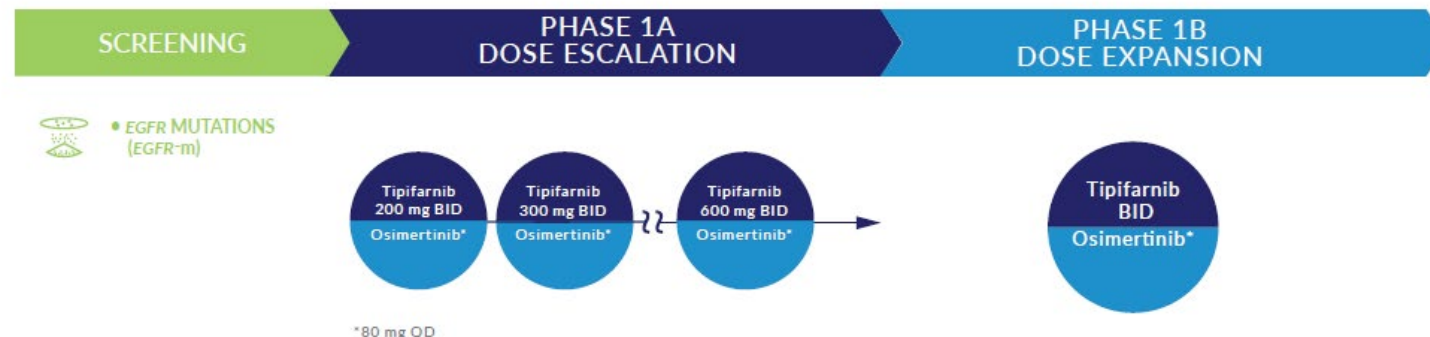 SCREENING
PHASE 1A
DOSE ESCALATION
PHASE 1B
DOSE EXPANSION
• EGFR MUTATIONS
(EGFR-m)
Tipifarnib
200 mg BID
Osimertinib*
Tipifarnib
300 mg BID
Osimertinib*
Tipifarnib
600 mg BID
Osimertinib*
Tipifarnib
BID
Osimertinib*
*80 mg QD